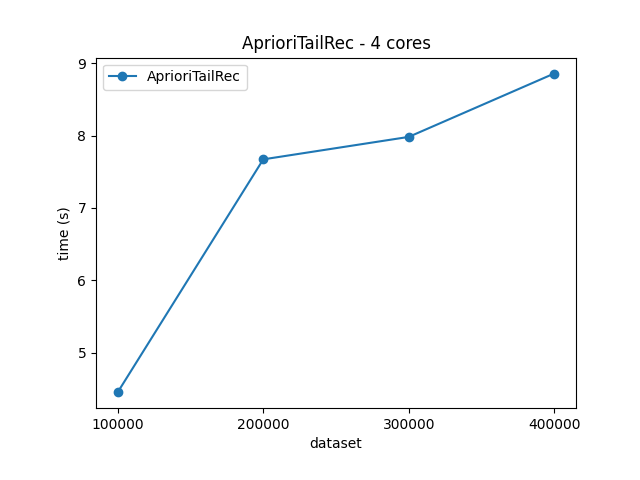 AprioriTailRec - 4 cores
AprioriTailRec
9
8
7
6
5
time (s)
100000 200000 300000 400000
dataset